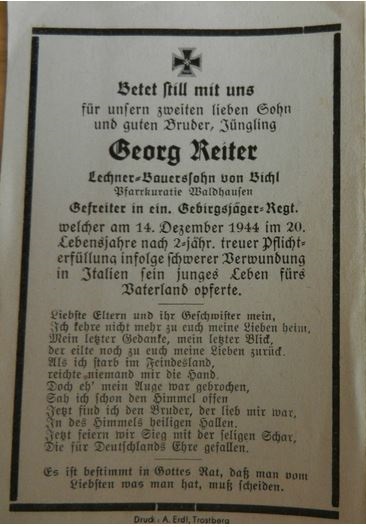 Betet still mit uns
für unsern zweiten lieben Sohn
und guten Bruder, Jüngling
Georg Reiter
Lechner-Bauerssohn von Bichl
Pfarrkuratie Waldhausen
Gefreiter in ein. Gebirgsjäger-Regt.
welcher am 14. Dezember 1944 im 20.
Lebensjahre nach 2-jähr. treuer Pflicht-
erfüllung infolge schwerer Verwundung
in Italien sein junges Leben fürs
Vaterland opferte.
Liebste Eltern und ihr Geschwister mein,
Ich kehre nicht mehr zu euch meine Lieben heim,
Mein letzter Gedanke, mein letzter Blick,
der eilte noch zu euch meine Lieben zurück.
Als ich starb im Feindesland,
reichte niemand mir die Hand.
Doch eh' mein Auge war gebrochen,
Sah ich schon den Himmel offen
Jetzt find ich den Bruder, der lieb mir war,
In des Himmels heiligen Hallen.
Jetzt feiern wir Sieg mit der seligen Schar,
Die für Deutschlands Ehre gefallen.
Es ist bestimmt in Gottes Rat, daß man vom
Liebsten was man hat, muß scheiden.
Druck: A. Erdl, Trostberg